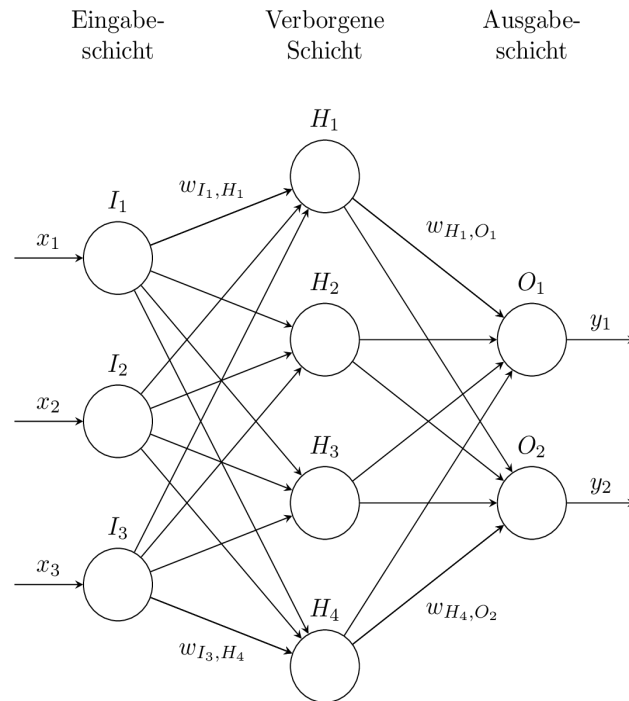 Eingabe-
schicht
Verborgene
Schicht
Ausgabe-
schicht
H₁
w_{I₁,H₁}
I₁
w_{H₁,O₁}
x₁
H₂
O₁
y₁
I₂
x₂
H₃
O₂
y₂
I₃
x₃
H₄
w_{H₄,O₂}
w_{I₃,H₄}